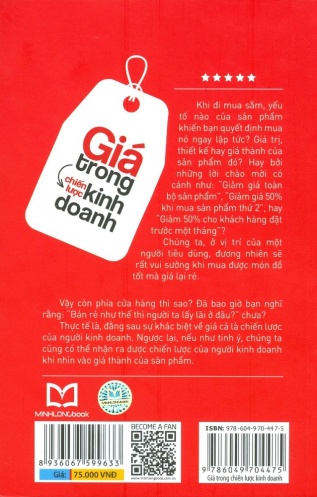 ★★★★★
Giá
trong
chiến
lược
kinh
doanh
Khi đi mua sắm, yếu
tố nào của sản phẩm
khiến bạn quyết định mua
nó ngay lập tức? Giá trị,
thiết kế hay giá thành của
sản phẩm đó? Hay bởi
những lời chào mời có
cánh như: "Giảm giá toàn
bộ sản phẩm", "Giảm giá 50%
khi mua sản phẩm thứ 2", hay
"Giảm 50% cho khách hàng đặt
trước một tháng"?
Chúng ta, ở vị trí của một
người tiêu dùng, đương nhiên sẽ
rất vui sướng khi mua được món đồ
tốt mà giá lại rẻ.
Vậy còn phía cửa hàng thì sao? Đã bao giờ bạn nghĩ
rằng: "Bán rẻ như thế thì người ta lấy lãi ở đâu?" chưa?
Thực tế là, đằng sau sự khác biệt về giá cả là chiến lược
của người kinh doanh. Ngược lại, nếu như tinh ý, chúng ta
cũng có thể nhận ra được chiến lược của người kinh doanh
khi nhìn vào giá thành của sản phẩm.
MINHLONGbook
BECOME A FAN
ISBN: 978-604-970-447-5
8 936067 599633
Giá: 75.000 VNĐ
9 786049 704475
Giá trong chiến lược kinh doanh